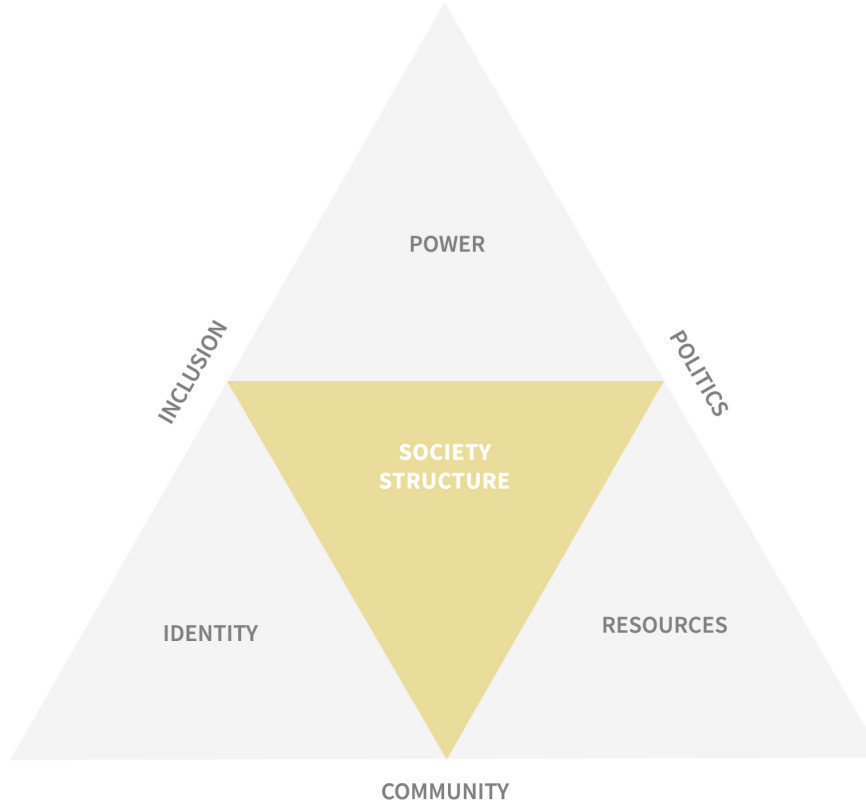 POWER
INCLUSION
POLITICS
SOCIETY
STRUCTURE
IDENTITY
RESOURCES
COMMUNITY